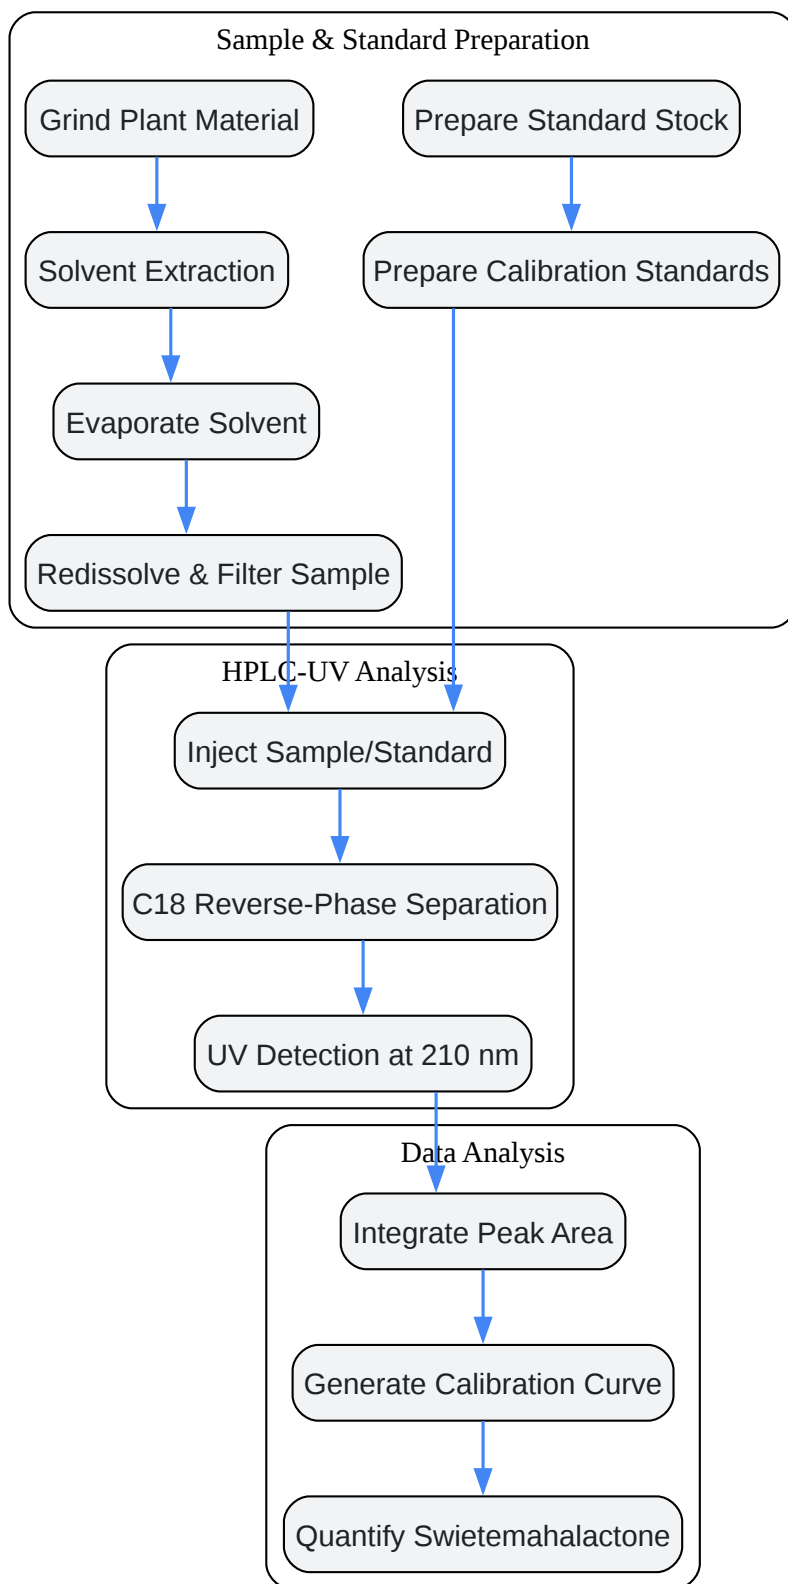 Sample & Standard Preparation
Grind Plant Material
Prepare Standard Stock
Solvent Extraction
Prepare Calibration Standards
Evaporate Solvent
Redissolve & Filter Sample
HPLC-UV Analysis
Inject Sample/Standard
C18 Reverse-Phase Separation
UV Detection at 210 nm
Data Analysis
Integrate Peak Area
Generate Calibration Curve
Quantify Swietemahalactone